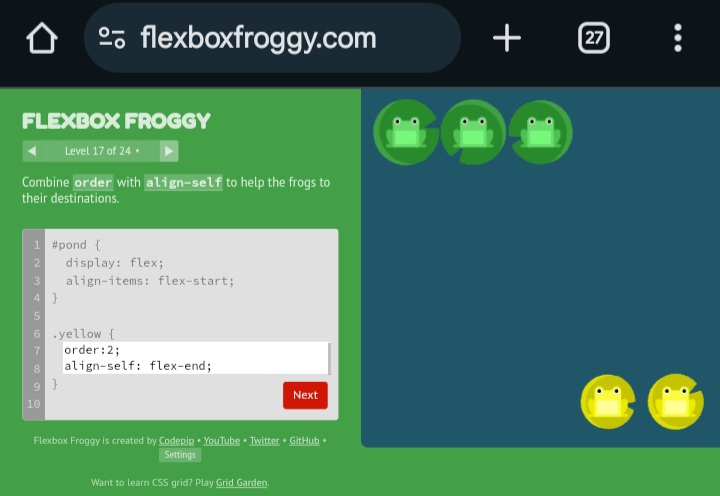 flexboxfroggy.com
27
FLEXBOX FROGGY
Level 17 of 24
Combine order with align-self to help the frogs to
their destinations.
1 #pond {
2 display: flex;
3 align-items: flex-start;
4 }
5
6 .yellow {
7 order:2;
8 align-self: flex-end;
9 }
10
Next
Flexbox Froggy is created by Codepip • YouTube • Twitter • GitHub •
Settings
Want to learn CSS grid? Play Grid Garden.